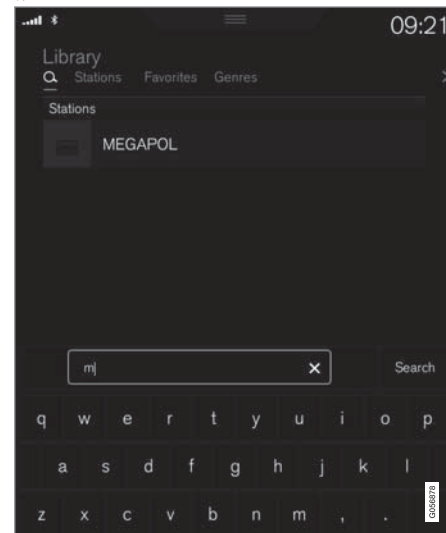 09:21
Library
Stations Favorites Genres
Stations
MEGAPOL
m
Search
q w e r t y u i o p
a s d f g h j k l
z x c v b n m , .
G056878